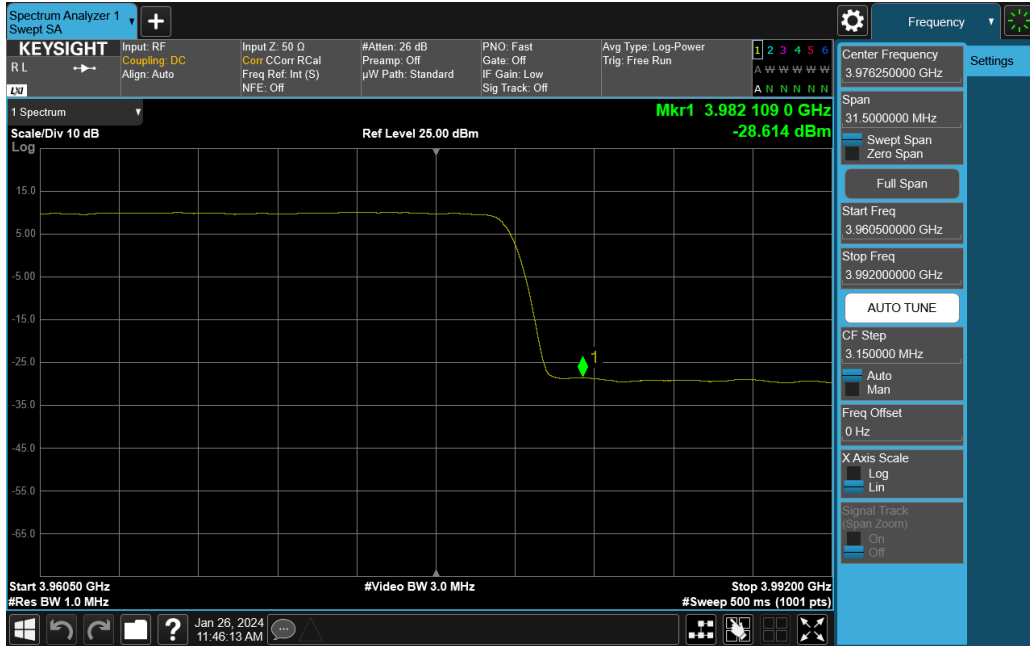 Spectrum Analyzer 1
Swept SA
+
Frequency
KEYSIGHT
R L
LXI
Input: RF
Coupling: DC
Align: Auto
Input Z: 50 Ω
Corr CCorr RCal
Freq Ref: Int (S)
NFE: Off
#Atten: 26 dB
Preamp: Off
µW Path: Standard
PNO: Fast
Gate: Off
IF Gain: Low
Sig Track: Off
Avg Type: Log-Power
Trig: Free Run
1 2 3 4 5 6
A W W W W W
A N N N N N
1 Spectrum
Scale/Div 10 dB
Log
Ref Level 25.00 dBm
Mkr1 3.982 109 0 GHz
-28.614 dBm
15.0
5.00
-5.00
-15.0
-25.0
-35.0
-45.0
-55.0
-65.0
1
Start 3.96050 GHz
#Res BW 1.0 MHz
#Video BW 3.0 MHz
Stop 3.99200 GHz
#Sweep 500 ms (1001 pts)
?
Jan 26, 2024
11:46:13 AM
Center Frequency
3.976250000 GHz
Span
31.5000000 MHz
Swept Span
Zero Span
Full Span
Start Freq
3.960500000 GHz
Stop Freq
3.992000000 GHz
AUTO TUNE
CF Step
3.150000 MHz
Auto
Man
Freq Offset
0 Hz
X Axis Scale
Log
Lin
Signal Track
(Span Zoom)
On
Off
Settings